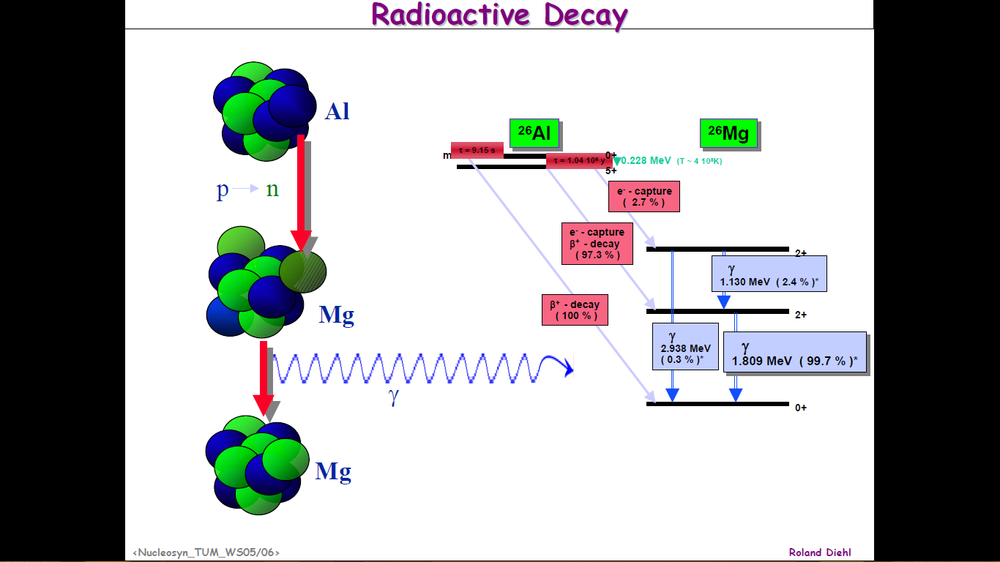 Radioactive Decay
Al
p n
Mg
γ
Mg
²⁶Al
²⁶Mg
m
τ = 9.15 s
τ = 1.04 10⁶ y
0+
5+
0.228 MeV (T ~ 4 10⁸K)
e⁻ - capture
( 2.7 % )
e⁻ - capture
β⁺ - decay
( 97.3 % )
β⁺ - decay
( 100 % )
2+
γ
1.130 MeV ( 2.4 % )*
2+
γ
2.938 MeV
( 0.3 % )*
γ
1.809 MeV ( 99.7 % )*
0+
<Nucleosyn_TUM_WS05/06>
Roland Diehl